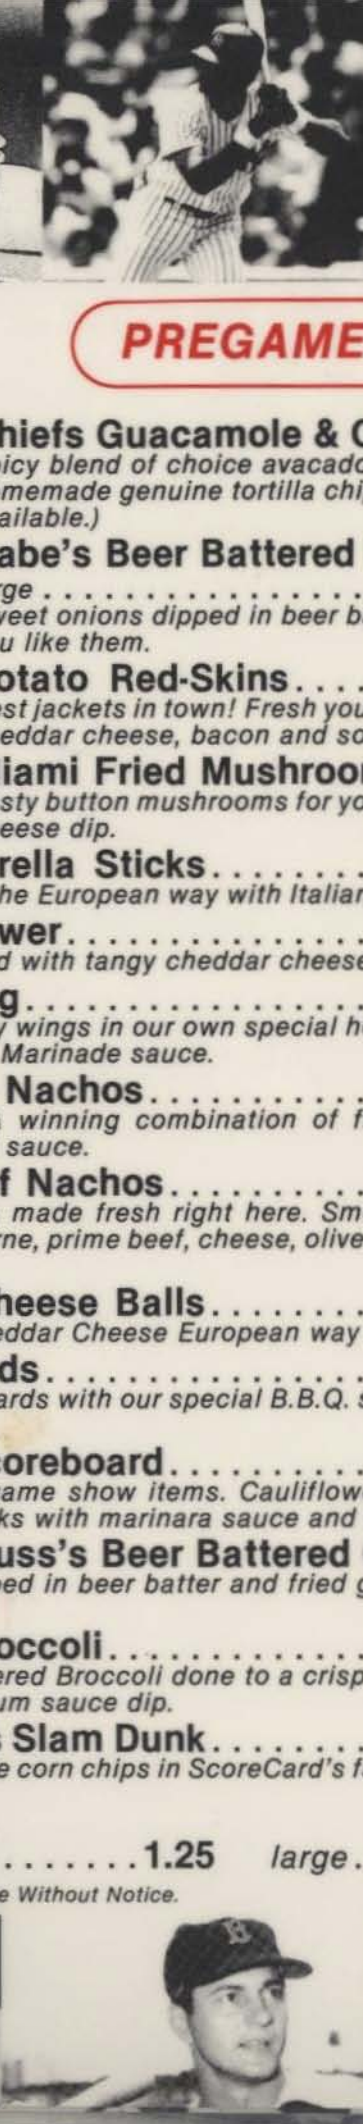 PREGAME
hiefs Guacamole & C
icy blend of choice avacado
memade genuine tortilla chi
ailable.)
abe's Beer Battered
rge . . . . . . . . . . . . . . . .
weet onions dipped in beer b
u like them.
otato Red-Skins. . . .
est jackets in town! Fresh you
eddar cheese, bacon and so
iami Fried Mushroom
sty button mushrooms for yo
eese dip.
rella Sticks. . . . . . . .
he European way with Italian
wer. . . . . . . . . . . . . . .
d with tangy cheddar cheese
g. . . . . . . . . . . . . . . . .
y wings in our own special h
Marinade sauce.
Nachos. . . . . . . . . . .
winning combination of f
sauce.
f Nachos. . . . . . . . . .
made fresh right here. Sm
rne, prime beef, cheese, olive
heese Balls. . . . . . . .
eddar Cheese European way
ds. . . . . . . . . . . . . . . .
ards with our special B.B.Q. s
coreboard. . . . . . . . . .
ame show items. Cauliflow
ks with marinara sauce and
uss's Beer Battered
ed in beer batter and fried g
occoli. . . . . . . . . . . . .
ered Broccoli done to a crisp
um sauce dip.
s Slam Dunk. . . . . . . .
e corn chips in ScoreCard's f
. . . . . . . 1.25 large .
e Without Notice.
B